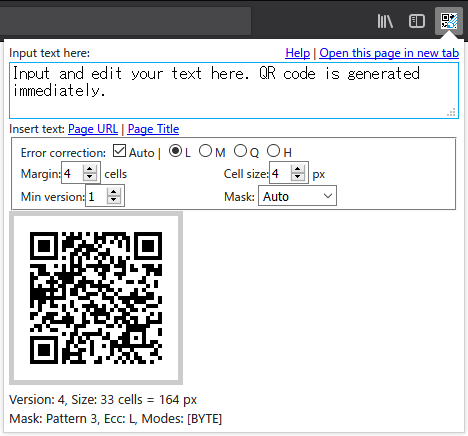 Input text here: Help | Open this page in new tab
Input and edit your text here. QR code is generated
immediately.
Insert text: Page URL | Page Title
Error correction: Auto | L M Q H
Margin: 4 cells Cell size: 4 px
Min version: 1 Mask: Auto
Version: 4, Size: 33 cells = 164 px
Mask: Pattern 3, Ecc: L, Modes: [BYTE]